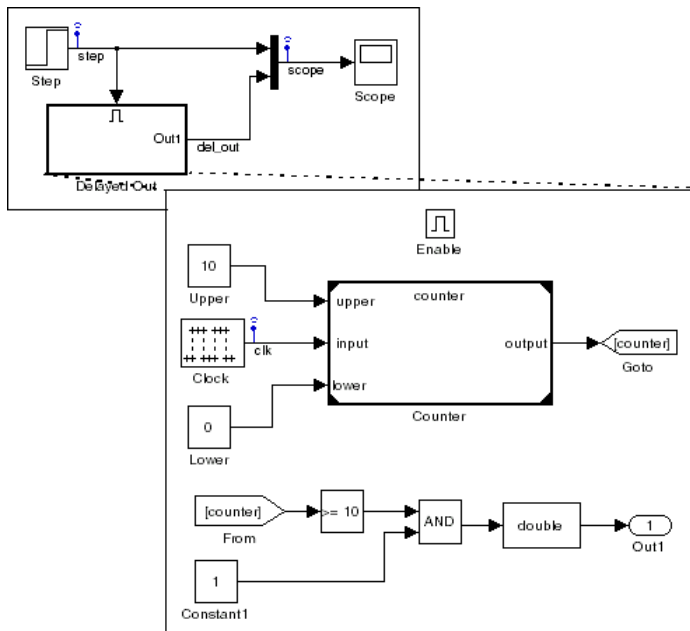 step
scope
Step
Scope
Out1
del_out
Delayed Out
Enable
10
upper
counter
Upper
input
output
[counter]
clk
Clock
Goto
lower
0
Counter
Lower
[counter]
>= 10
AND
double
1
From
Out1
1
Constant1